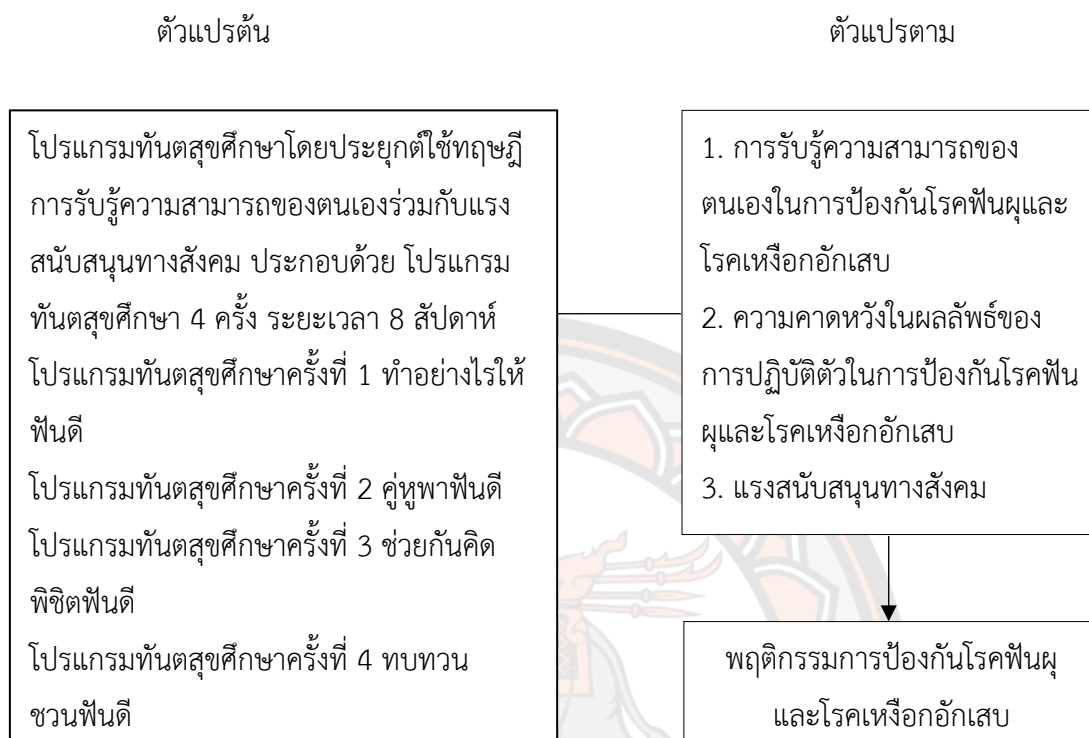 ตัวแปรต้น
ตัวแปรตาม
โปรแกรมทันตสุขศึกษาโดยประยุกต์ใช้ทฤษฎี
การรับรู้ความสามารถของตนเองร่วมกับแรง
สนับสนุนทางสังคม ประกอบด้วย โปรแกรม
ทันตสุขศึกษา 4 ครั้ง ระยะเวลา 8 สัปดาห์
โปรแกรมทันตสุขศึกษาครั้งที่ 1 ทำอย่างไรให้
ฟันดี
โปรแกรมทันตสุขศึกษาครั้งที่ 2 คู่หูพาฟันดี
โปรแกรมทันตสุขศึกษาครั้งที่ 3 ช่วยกันคิด
พิชิตฟันดี
โปรแกรมทันตสุขศึกษาครั้งที่ 4 ทบทวน
ชวนฟันดี
1. การรับรู้ความสามารถของ
ตนเองในการป้องกันโรคฟันผุและ
โรคเหงือกอักเสบ
2. ความคาดหวังในผลลัพธ์ของ
การปฏิบัติตัวในการป้องกันโรคฟัน
ผุและโรคเหงือกอักเสบ
3. แรงสนับสนุนทางสังคม
พฤติกรรมการป้องกันโรคฟันผุ
และโรคเหงือกอักเสบ